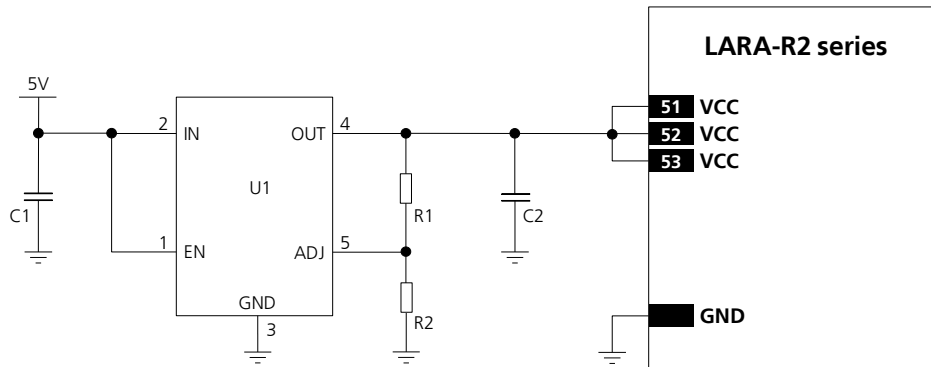 LARA-R2 series
5V
51 VCC
2 IN OUT 4
52 VCC
53 VCC
U1
C1
R1
C2
1 EN ADJ 5
GND
R2
GND
3